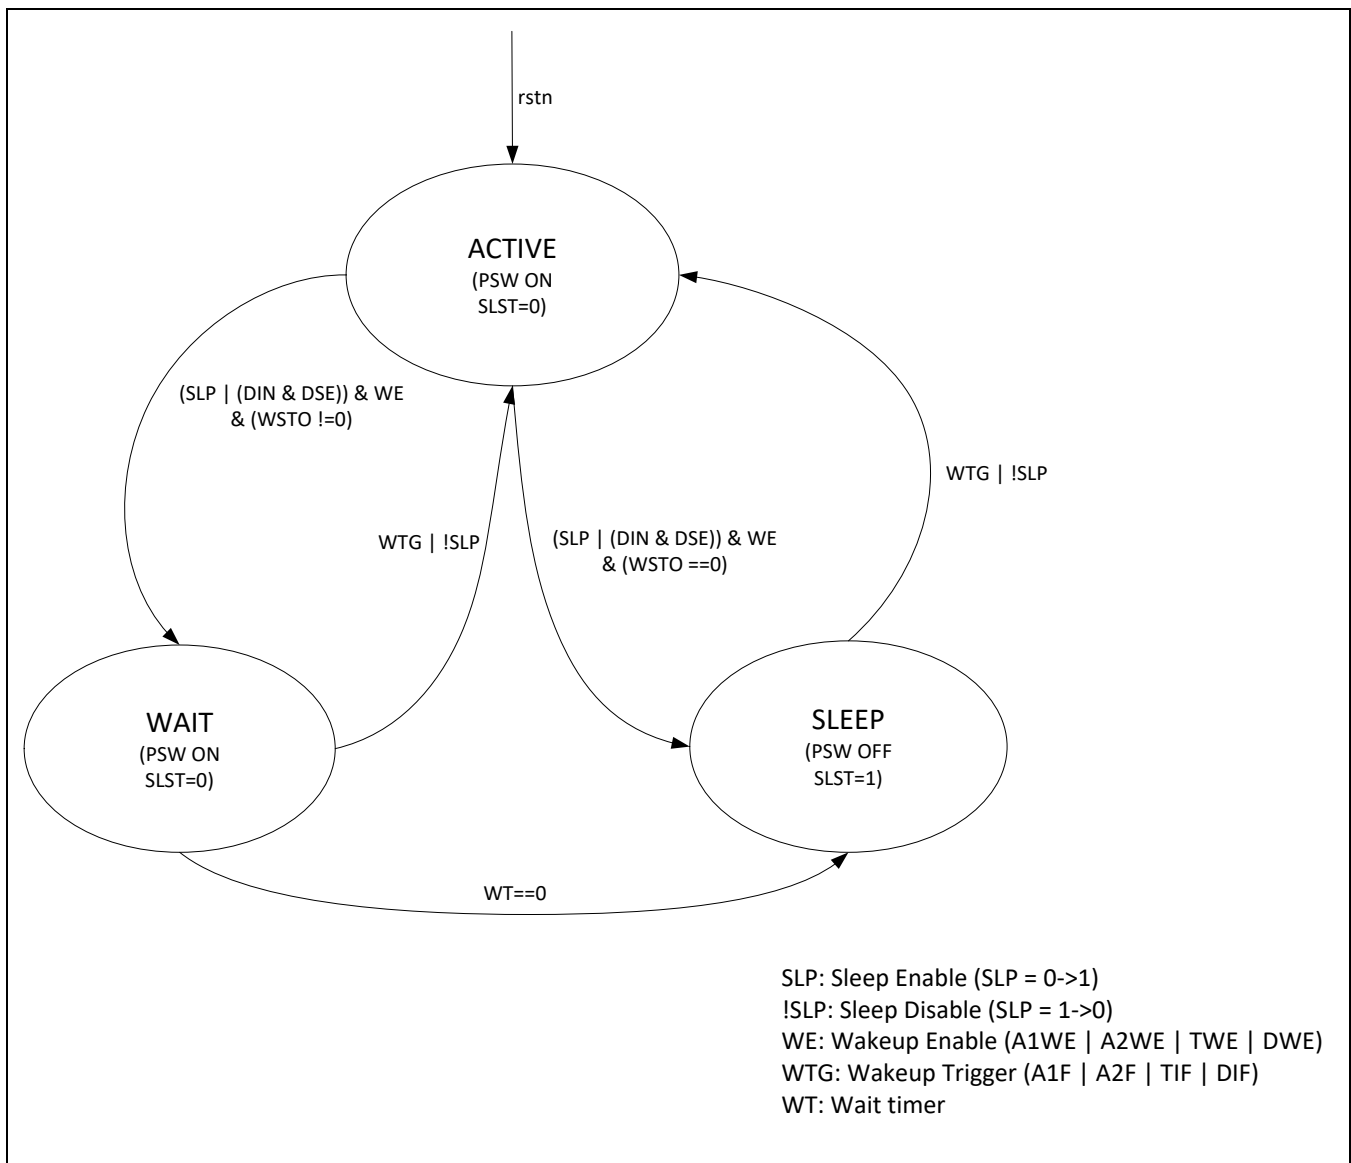 rstn
ACTIVE
(PSW ON
SLST=0)
(SLP | (DIN & DSE)) & WE
& (WSTO !=0)
WTG | !SLP
WTG | !SLP
(SLP | (DIN & DSE)) & WE
& (WSTO ==0)
WAIT
(PSW ON
SLST=0)
SLEEP
(PSW OFF
SLST=1)
WT==0
SLP: Sleep Enable (SLP = 0->1)
!SLP: Sleep Disable (SLP = 1->0)
WE: Wakeup Enable (A1WE | A2WE | TWE | DWE)
WTG: Wakeup Trigger (A1F | A2F | TIF | DIF)
WT: Wait timer